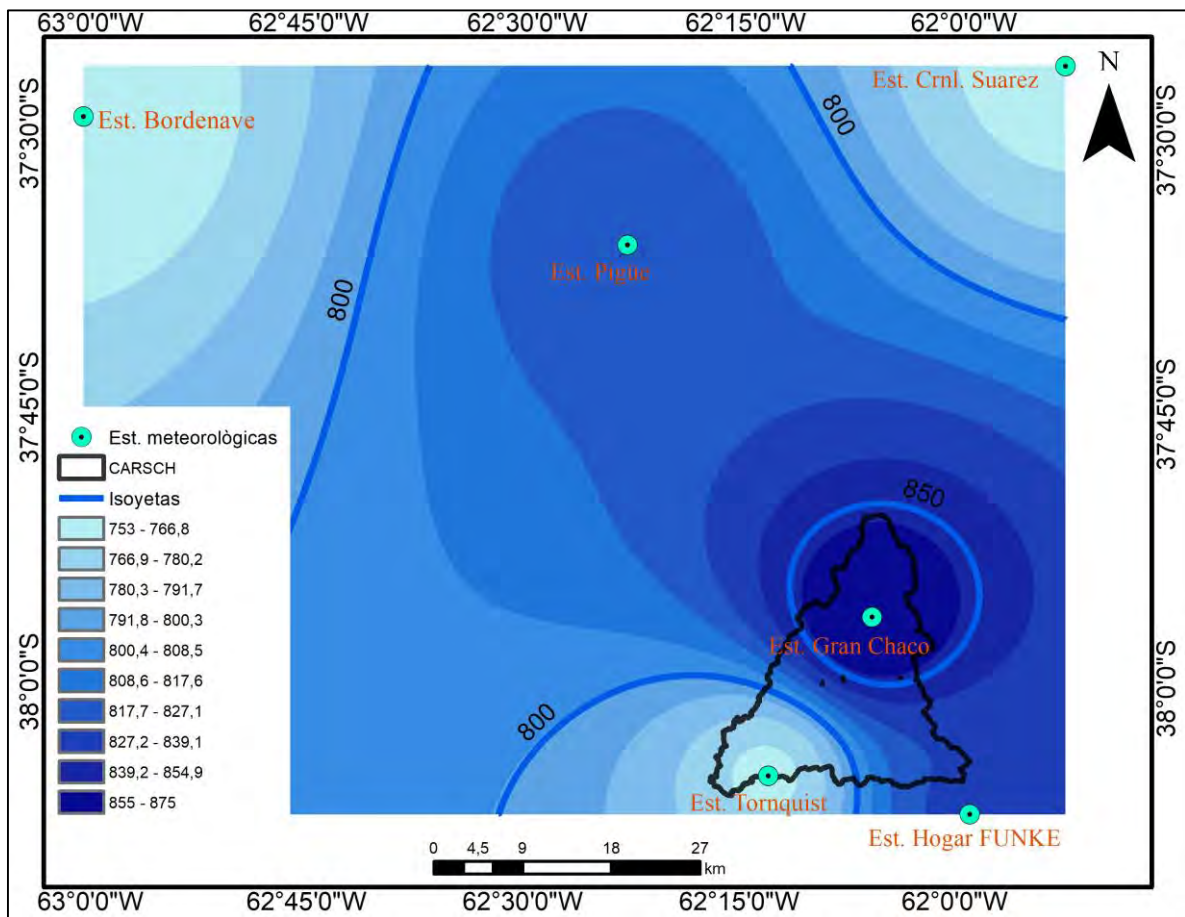 63°0'0"W 62°45'0"W 62°30'0"W 62°15'0"W 62°0'0"W
Est. Crnl. Suarez
N
Est. Bordenave
800
37°30'0"S
37°30'0"S
Est. Pigüe
800
37°45'0"S
37°45'0"S
Est. meteorològicas
CARSCH
Isoyetas
753 - 766,8
766,9 - 780,2
780,3 - 791,7
791,8 - 800,3
800,4 - 808,5
808,6 - 817,6
817,7 - 827,1
827,2 - 839,1
839,2 - 854,9
855 - 875
850
Est. Gran Chaco
38°0'0"S
38°0'0"S
800
Est. Tornquist
Est. Hogar FUNKE
0 4,5 9 18 27
km
63°0'0"W 62°45'0"W 62°30'0"W 62°15'0"W 62°0'0"W